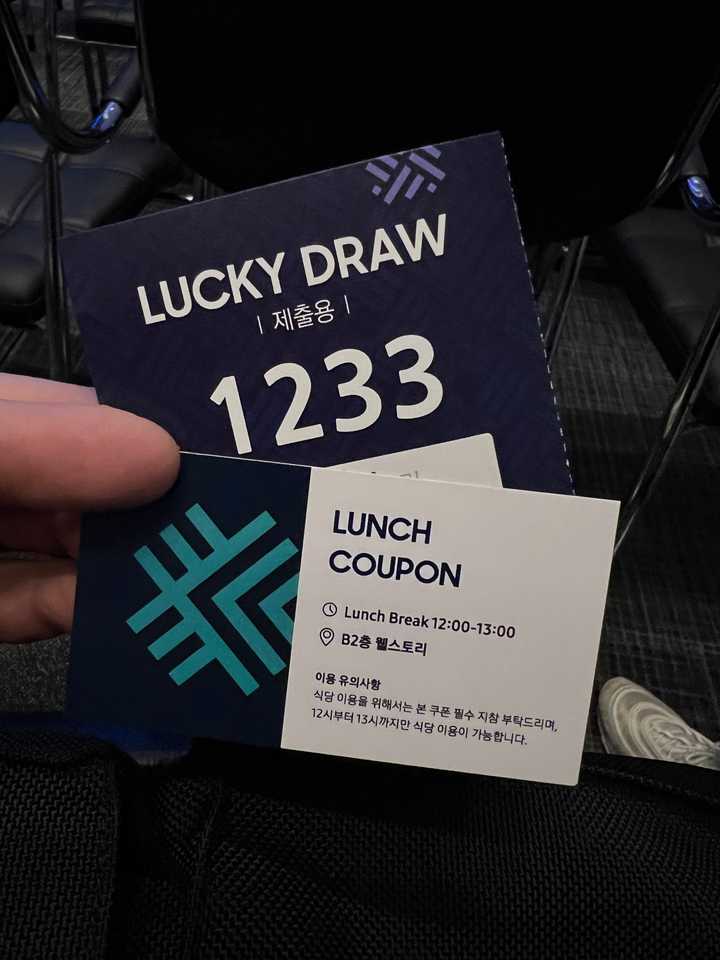 LUCKY DRAW
| 제출용 |
1233
LUNCH
COUPON
Lunch Break 12:00-13:00
B2층 웰스토리
이용 유의사항
식당 이용을 위해서는 본 쿠폰 필수 지참 부탁드리며,
12시부터 13시까지만 식당 이용이 가능합니다.